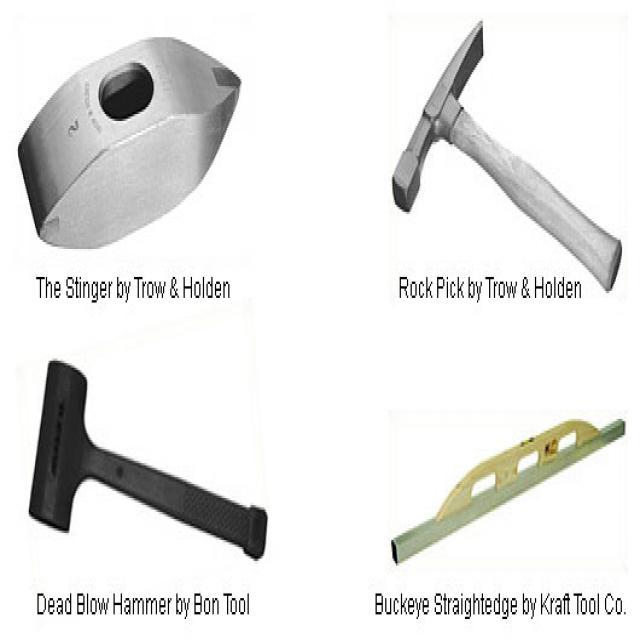 The Stinger by Trow & Holden
Rock Pick by Trow & Holden
Dead Blow Hammer by Bon Tool
Buckeye Straightedge by Kraft Tool Co.